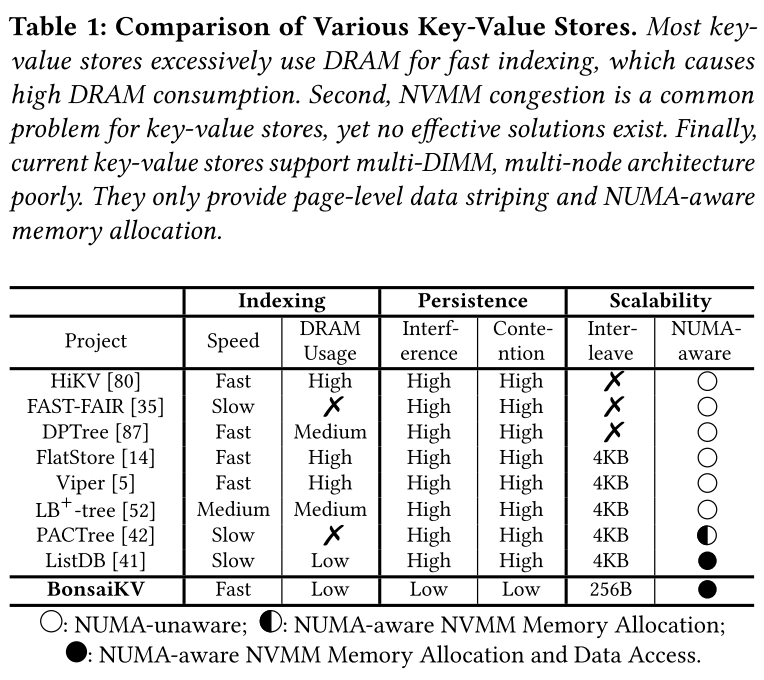 Table 1: Comparison of Various Key-Value Stores. Most key-
value stores excessively use DRAM for fast indexing, which causes
high DRAM consumption. Second, NVMM congestion is a common
problem for key-value stores, yet no effective solutions exist. Finally,
current key-value stores support multi-DIMM, multi-node architecture
poorly. They only provide page-level data striping and NUMA-aware
memory allocation.
Indexing Persistence Scalability
Project Speed DRAM Usage Interf-erence Conte-ntion Inter-leave NUMA-aware
HiKV [80] Fast High High High ✗ ○
FAST-FAIR [35] Slow ✗ High High ✗ ○
DPTree [87] Fast Medium High High ✗ ○
FlatStore [14] Fast High High High 4KB ○
Viper [5] Fast High High High 4KB ○
LB+-tree [52] Medium Medium High High 4KB ○
PACTree [42] Slow ✗ High High 4KB ◐
ListDB [41] Slow Low High High 4KB ●
BonsaiKV Fast Low Low Low 256B ●
○: NUMA-unaware; ◐: NUMA-aware NVMM Memory Allocation;
●: NUMA-aware NVMM Memory Allocation and Data Access.